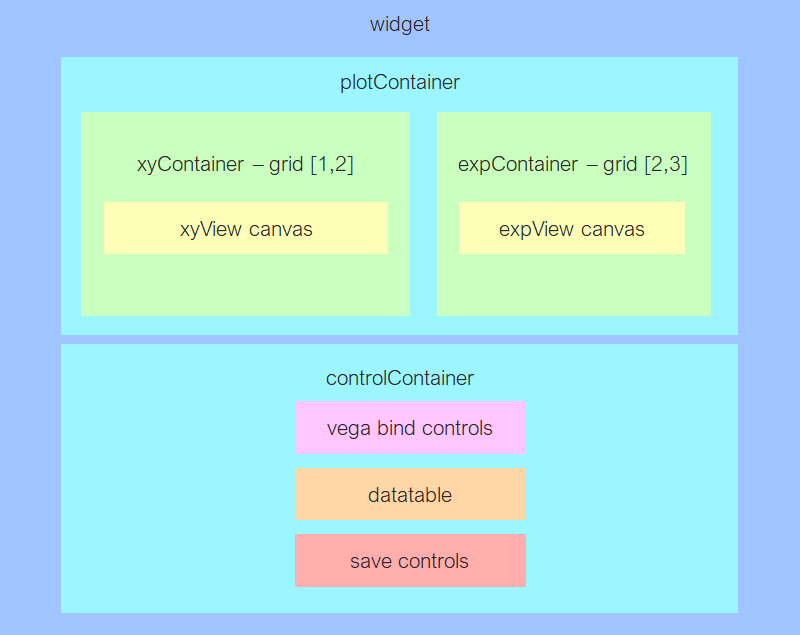 widget
plotContainer
xyContainer – grid [1,2]
expContainer – grid [2,3]
xyView canvas
expView canvas
controlContainer
vega bind controls
datatable
save controls